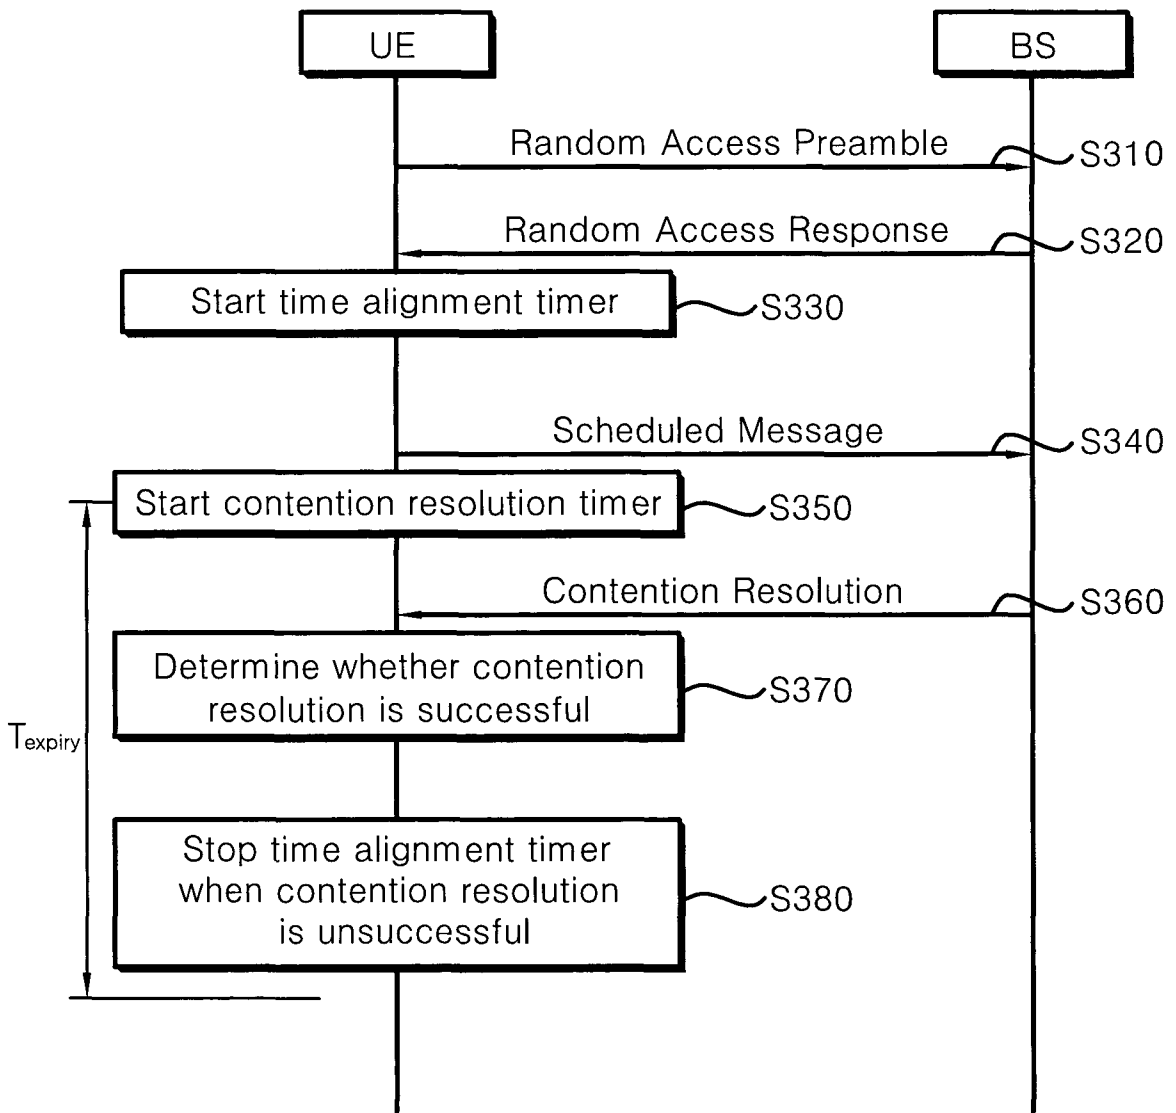 UE
BS
Random Access Preamble
S310
Random Access Response
S320
Start time alignment timer
S330
Scheduled Message
S340
Start contention resolution timer
S350
Contention Resolution
S360
Determine whether contention
resolution is successful
S370
Texpiry
Stop time alignment timer
when contention resolution
is unsuccessful
S380